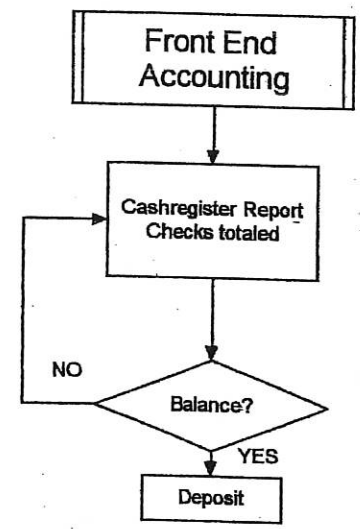 Front End
Accounting
Cashregister Report
Checks totaled
NO
Balance?
YES
Deposit